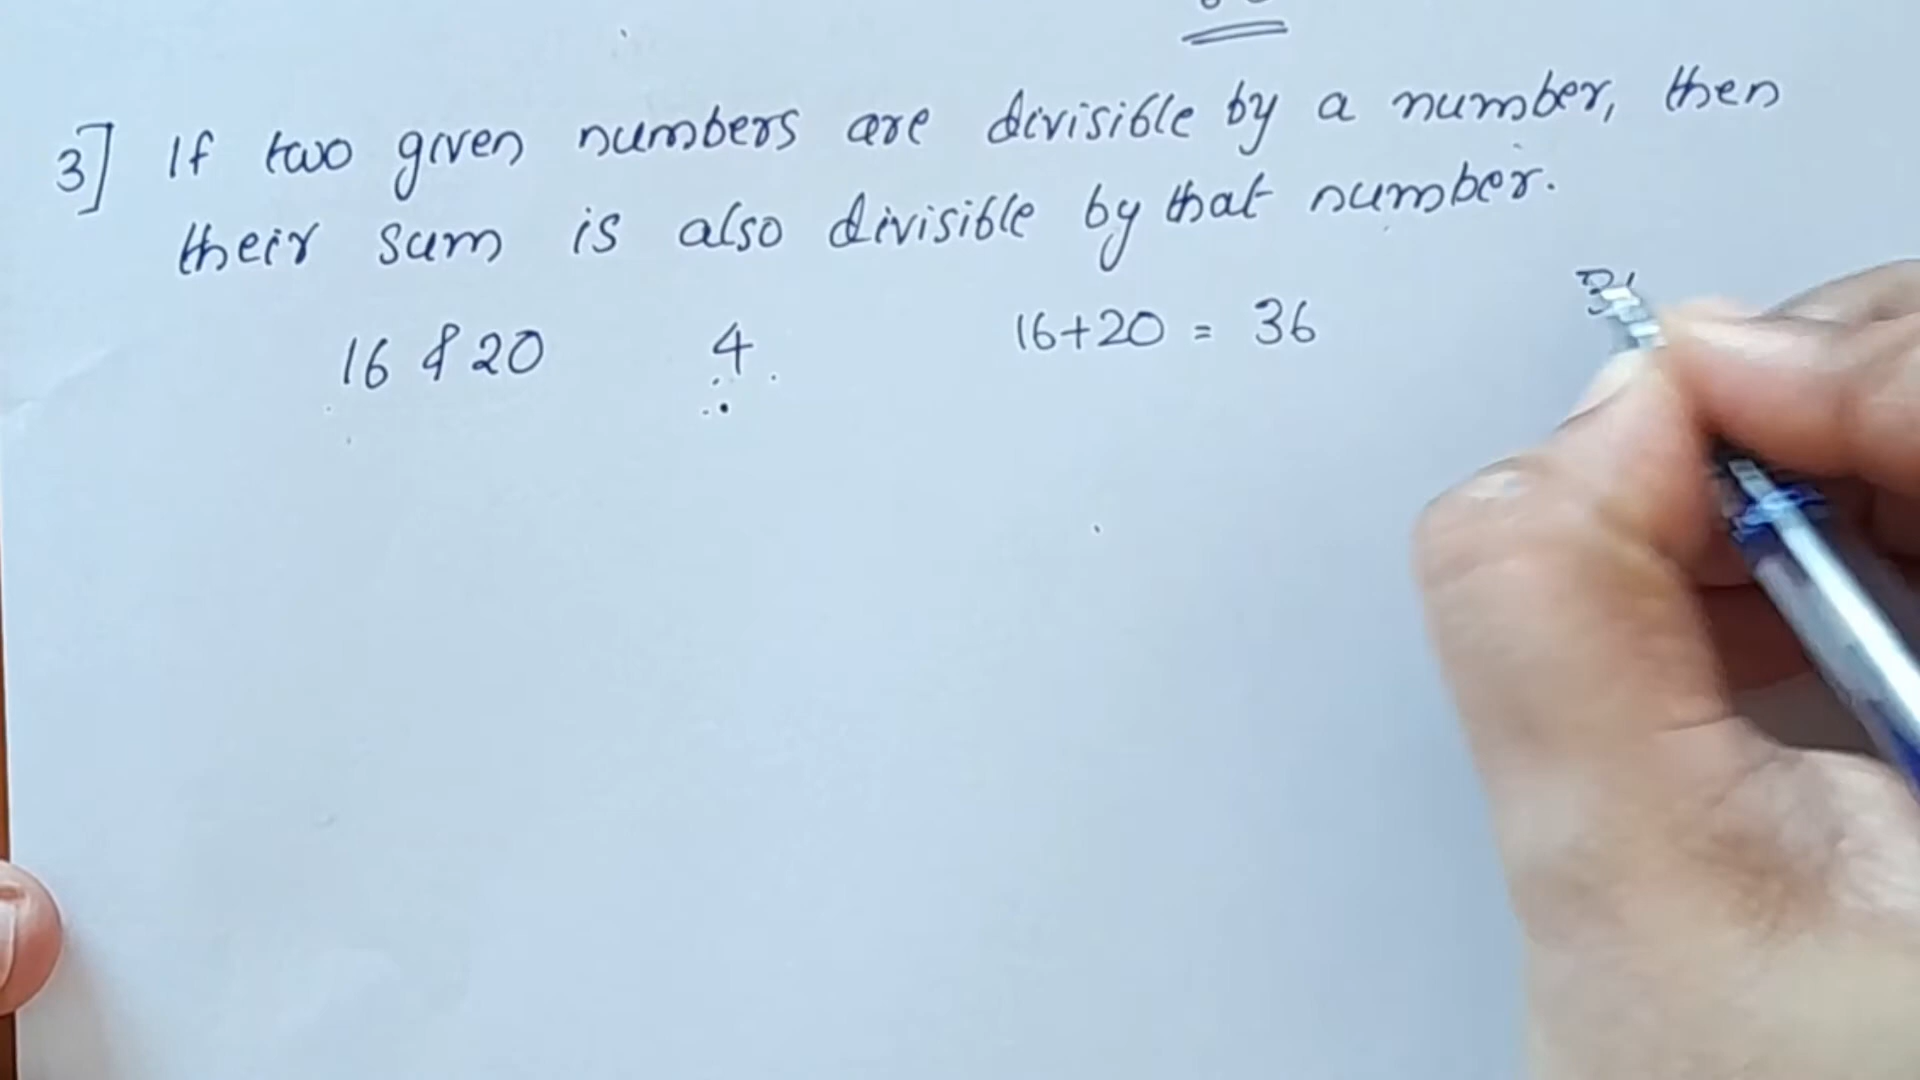 3] If two given numbers are divisible by a number, then
their sum is also divisible by that number.
16 & 20 4 16+20 = 36